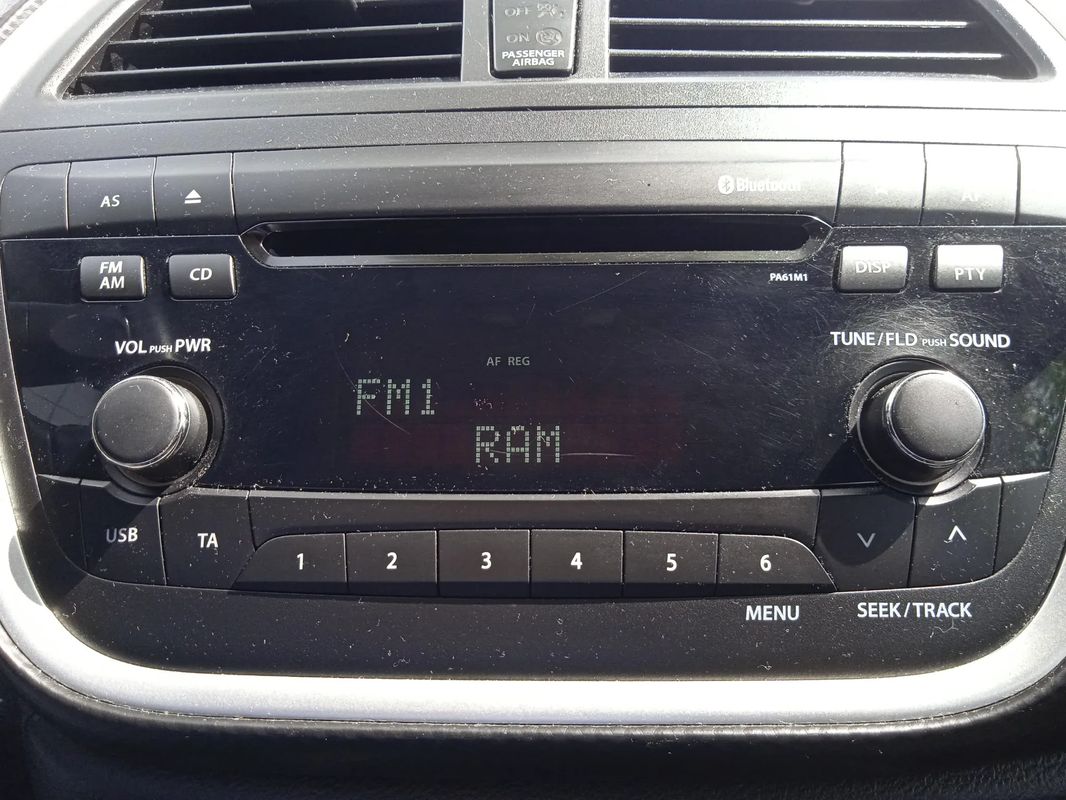 OFF
ON
PASSENGER
AIRBAG
AS
Bluetooth
AF
FM
AM
CD
PA61M1
DISP
PTY
VOL PUSH PWR
TUNE/FLD PUSH SOUND
AF REG
FM1
RAM
USB
TA
1
2
3
4
5
6
MENU
SEEK/TRACK